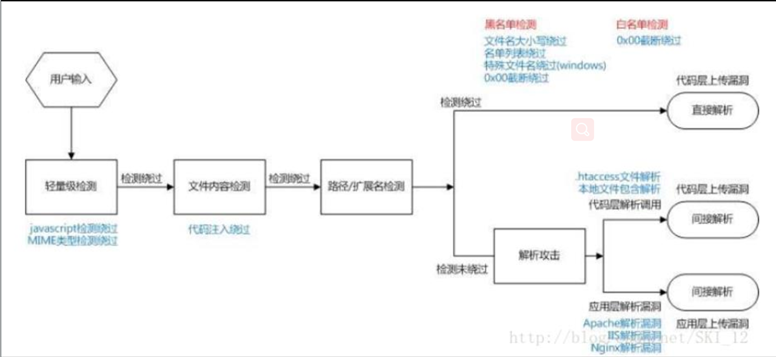 黑名单检测
白名单检测
文件名大小写绕过
名单列表绕过
特殊文件名绕过(windows)
0x00截断绕过
0x00截断绕过
用户输入
轻量级检测
javascript检测绕过
MIME类型检测绕过
检测绕过
文件内容检测
代码注入绕过
检测绕过
路径/扩展名检测
检测绕过
代码层上传漏洞
直接解析
检测未绕过
解析攻击
.htaccess文件解析
本地文件包含解析
代码层解析调用
代码层上传漏洞
间接解析
间接解析
应用层解析漏洞
应用层上传漏洞
Apache解析漏洞
IIS解析漏洞
Nginx解析漏洞
http://blog. .net/SKI_12